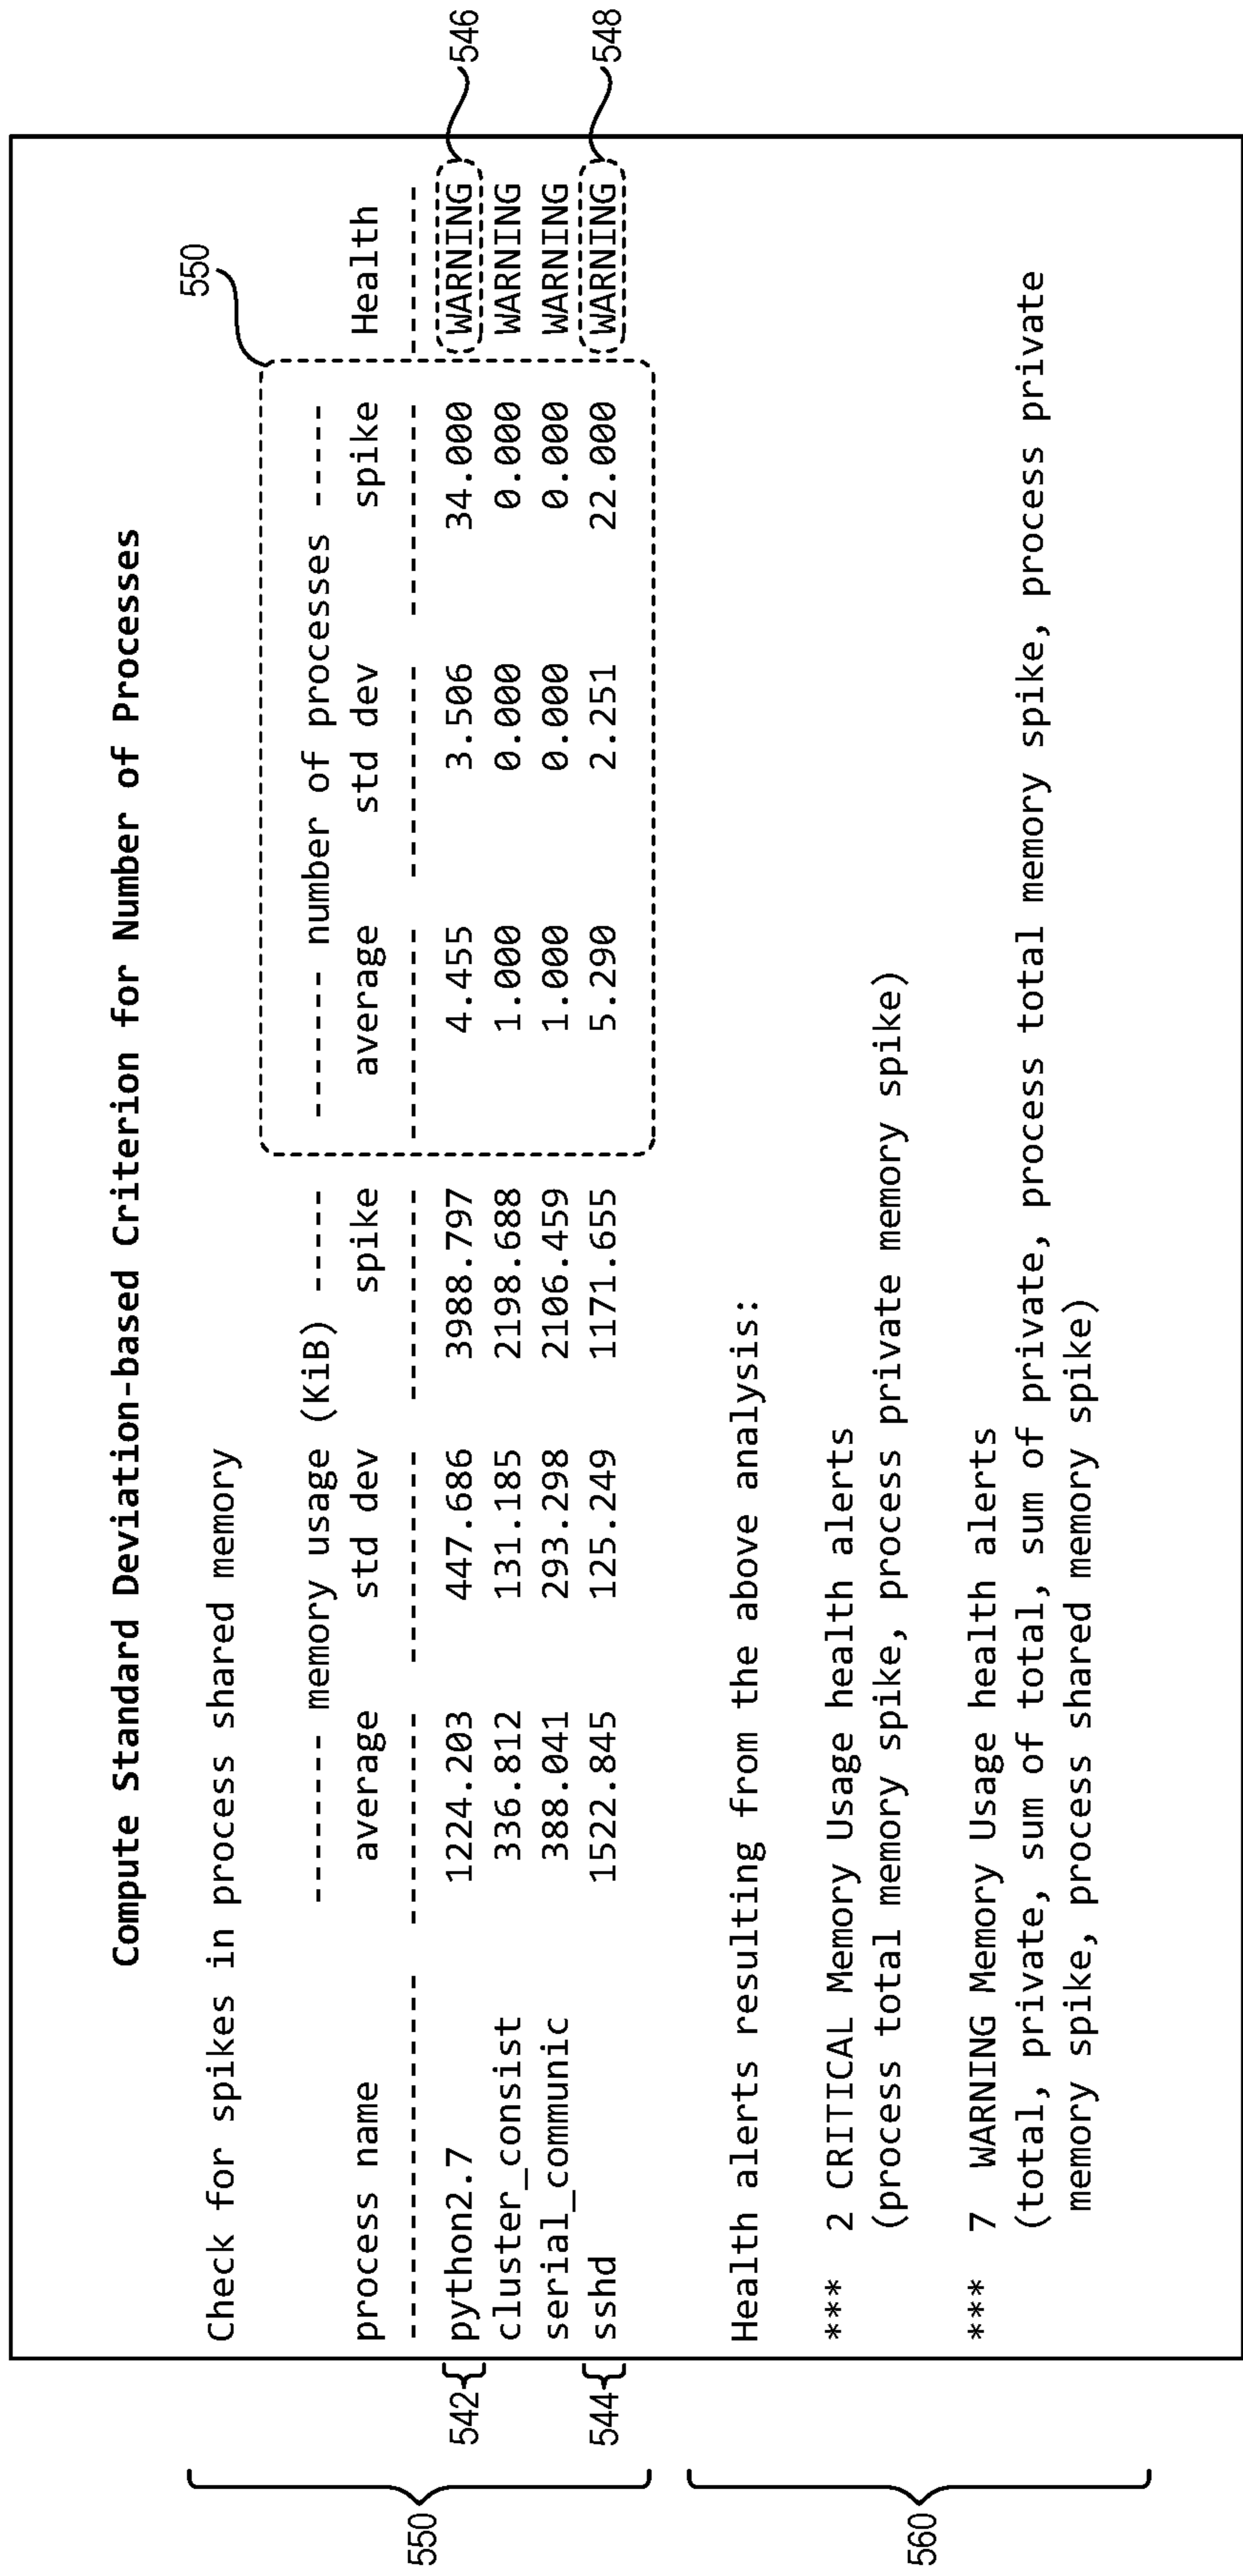 Compute Standard Deviation-based Criterion for Number of Processes
Check for spikes in process shared memory
550
-------- memory usage (KiB) ------ -------- number of processes ------
process name average std dev spike average std dev spike Health
542 python2.7 1224.203 447.686 3988.797 4.455 3.506 34.000 WARNING 546
cluster_consist 336.812 131.185 2198.688 1.000 0.000 0.000 WARNING
serial_communic 388.041 293.298 2106.459 1.000 0.000 0.000 WARNING
544 sshd 1522.845 125.249 1171.655 5.290 2.251 22.000 WARNING 548
550
Health alerts resulting from the above analysis:
*** 2 CRITICAL Memory Usage health alerts
(process total memory spike, process private memory spike)
*** 7 WARNING Memory Usage health alerts
(total, private, sum of total, sum of private, process total memory spike, process private
memory spike, process shared memory spike)
560